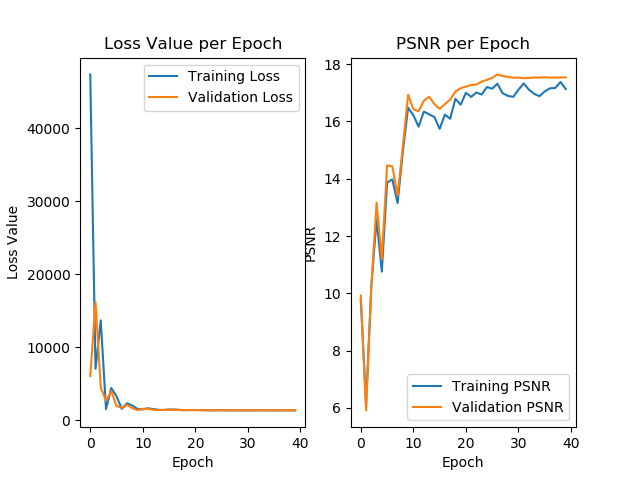 Loss Value per Epoch
Training Loss
Validation Loss
40000
30000
20000
10000
0
Loss Value
0 10 20 30 40
Epoch
PSNR per Epoch
18
16
14
12
10
8
6
PSNR
Training PSNR
Validation PSNR
0 10 20 30 40
Epoch